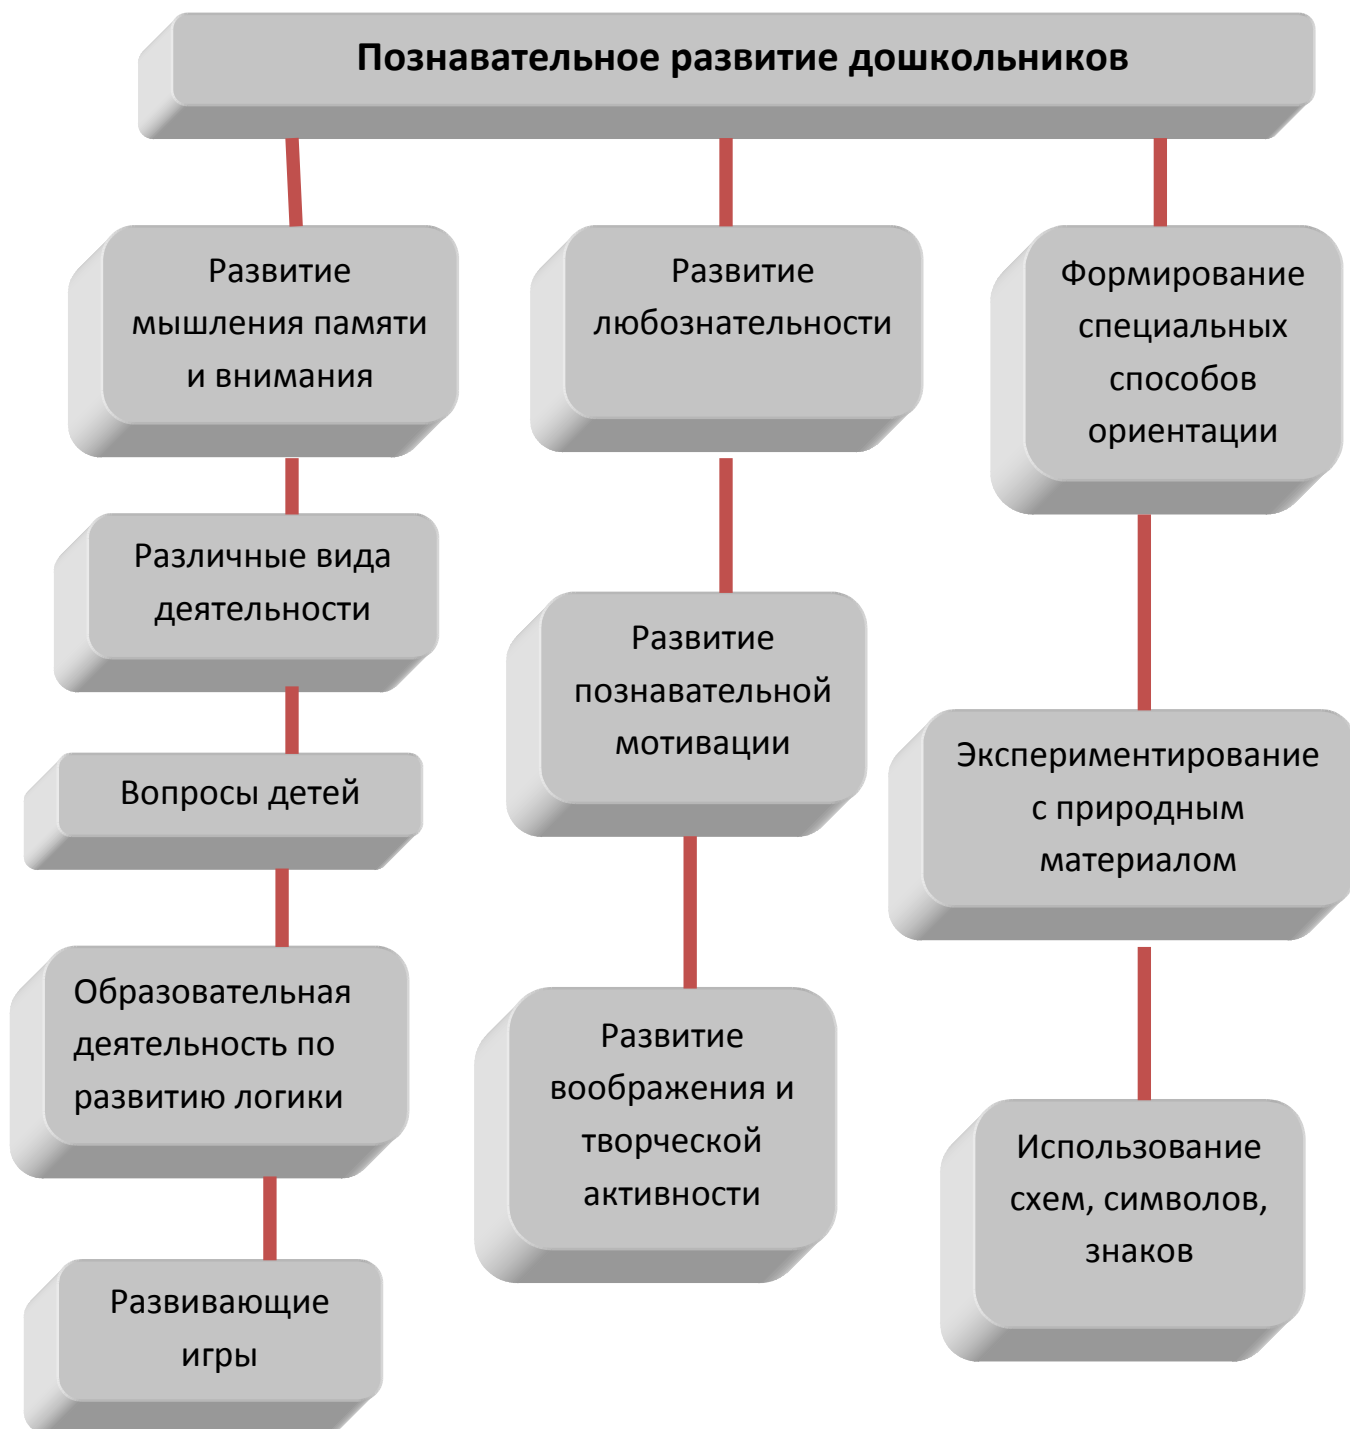 Познавательное развитие дошкольников
Развитие
мышления памяти
и внимания
Различные вида
деятельности
Вопросы детей
Образовательная
деятельность по
развитию логики
Развивающие
игры
Развитие
любознательности
Развитие
познавательной
мотивации
Развитие
воображения и
творческой
активности
Формирование
специальных
способов
ориентации
Экспериментирование
с природным
материалом
Использование
схем, символов,
знаков